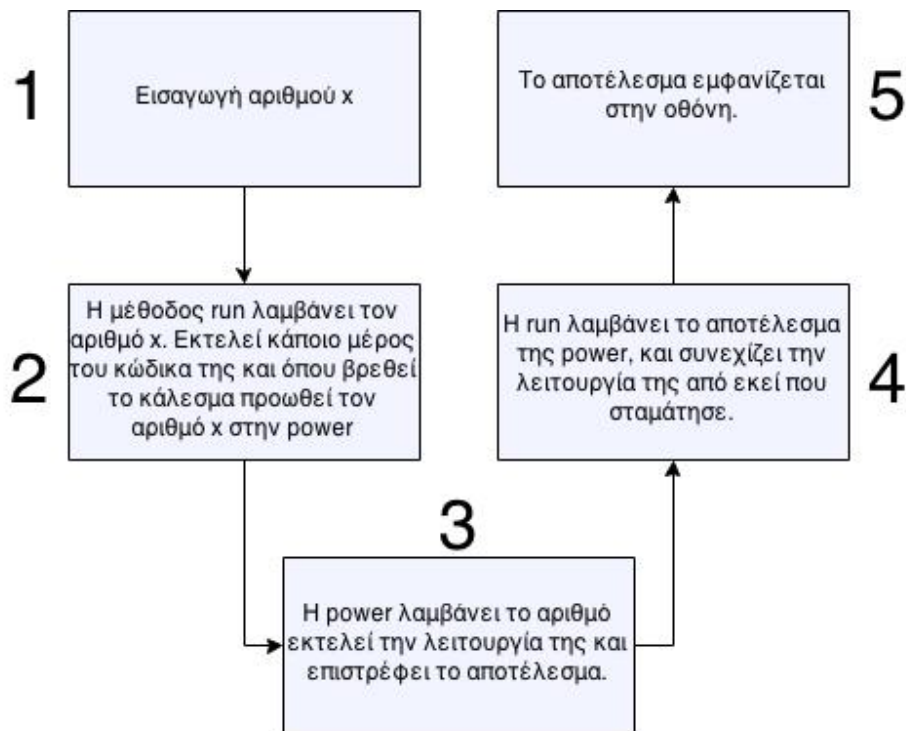 1
Εισαγωγή αριθμού x
2
Η μέθοδος run λαμβάνει τον
αριθμό x. Εκτελεί κάποιο μέρος
του κώδικα της και όπου βρεθεί
το κάλεσμα προωθεί τον
αριθμό x στην power
3
Η power λαμβάνει το αριθμό
εκτελεί την λειτουργία της και
επιστρέφει το αποτέλεσμα.
4
Η run λαμβάνει το αποτέλεσμα
της power, και συνεχίζει την
λειτουργία της από εκεί που
σταμάτησε.
5
Το αποτέλεσμα εμφανίζεται
στην οθόνη.